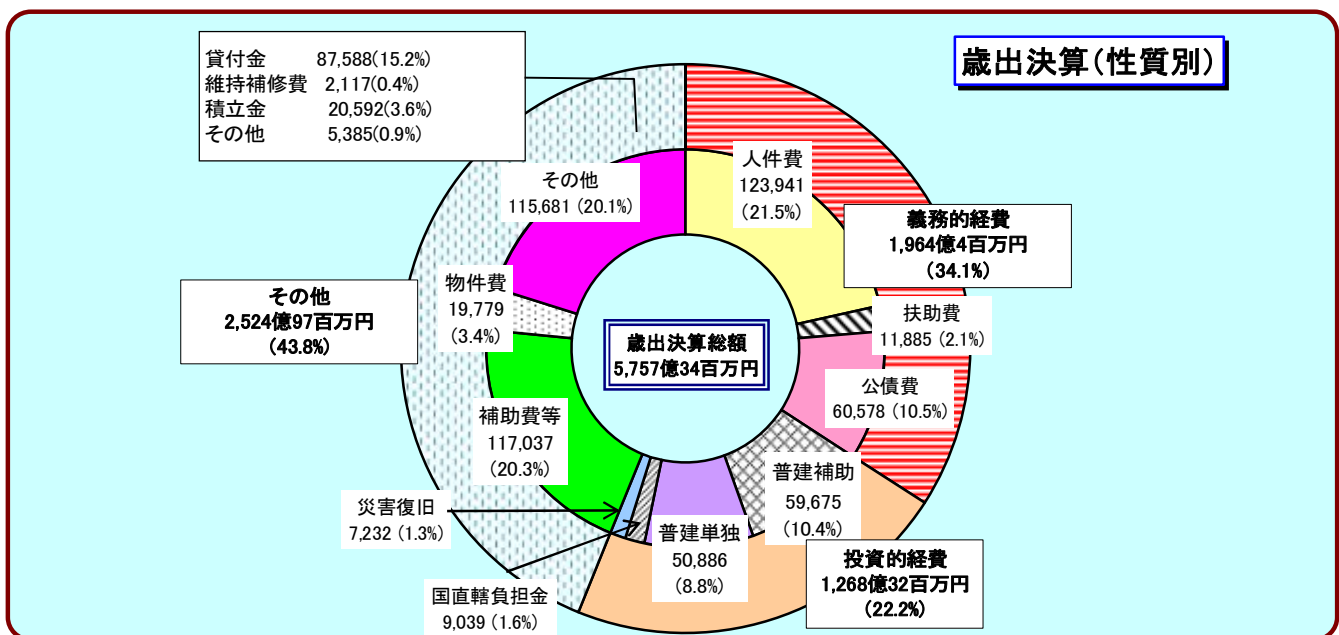 歳出決算(性質別)
貸付金 87,588(15.2%)
維持補修費 2,117(0.4%)
積立金 20,592(3.6%)
その他 5,385(0.9%)
人件費
123,941
(21.5%)
その他
115,681 (20.1%)
義務的経費
1,964億4百万円
(34.1%)
物件費
19,779
(3.4%)
その他
2,524億97百万円
(43.8%)
扶助費
11,885 (2.1%)
歳出決算総額
5,757億34百万円
公債費
60,578 (10.5%)
補助費等
117,037
(20.3%)
普建補助
59,675
(10.4%)
災害復旧
7,232 (1.3%)
普建単独
50,886
(8.8%)
投資的経費
1,268億32百万円
(22.2%)
国直轄負担金
9,039 (1.6%)